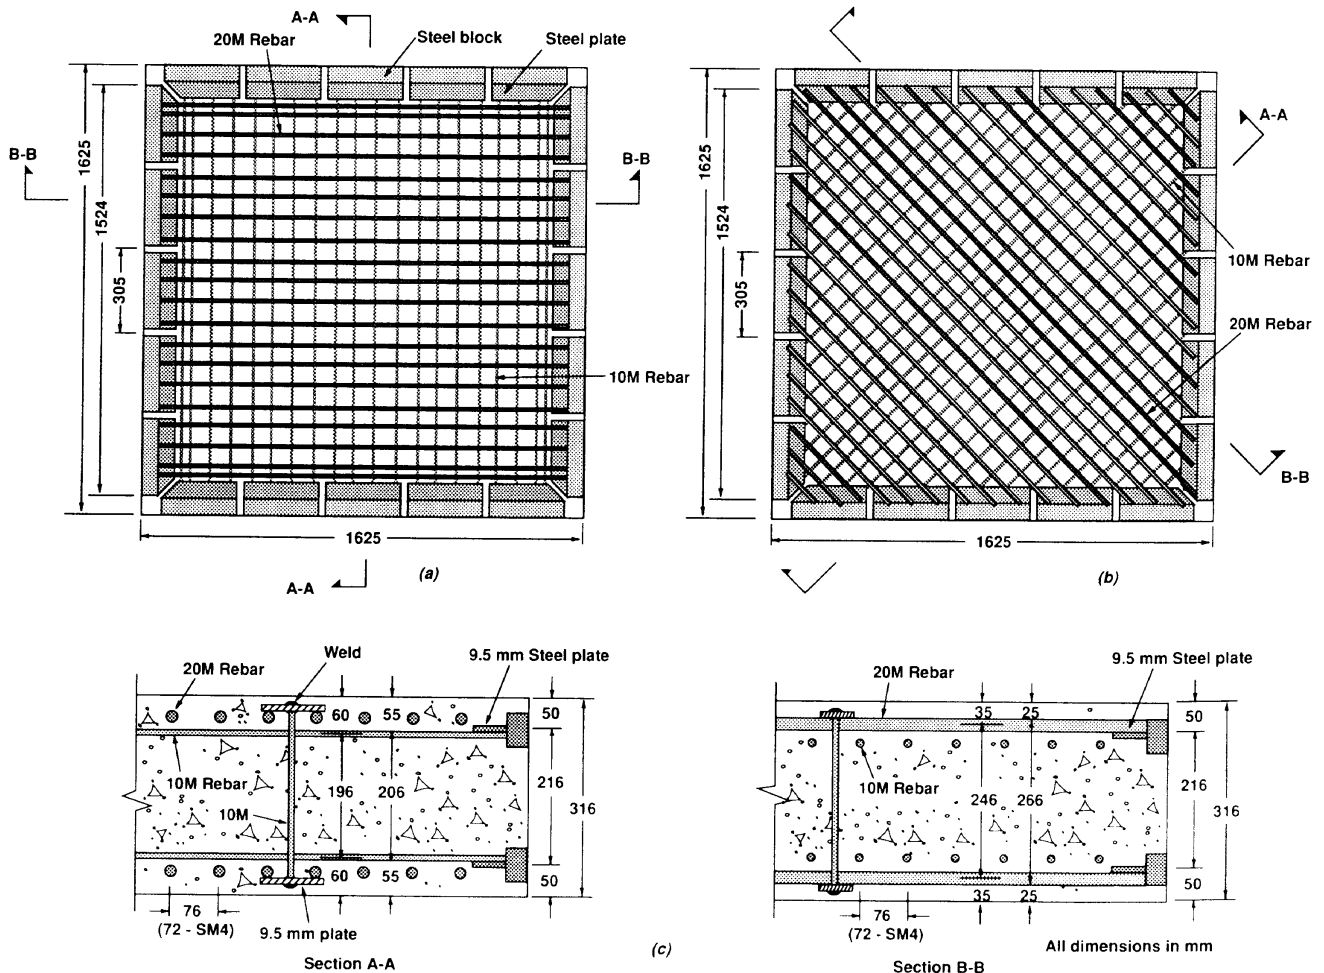 A-A
20M Rebar
Steel block
Steel plate
B-B
B-B
1625
1524
305
10M Rebar
1625
A-A
(a)
A-A
1625
1524
305
10M Rebar
20M Rebar
B-B
1625
(b)
Weld
20M Rebar
9.5 mm Steel plate
60
55
50
10M Rebar
10M
196
206
216
316
60
55
50
76
(72 - SM4)
9.5 mm plate
Section A-A
(c)
20M Rebar
9.5 mm Steel plate
35
25
50
10M Rebar
246
266
216
316
35
25
50
76
(72 - SM4)
All dimensions in mm
Section B-B